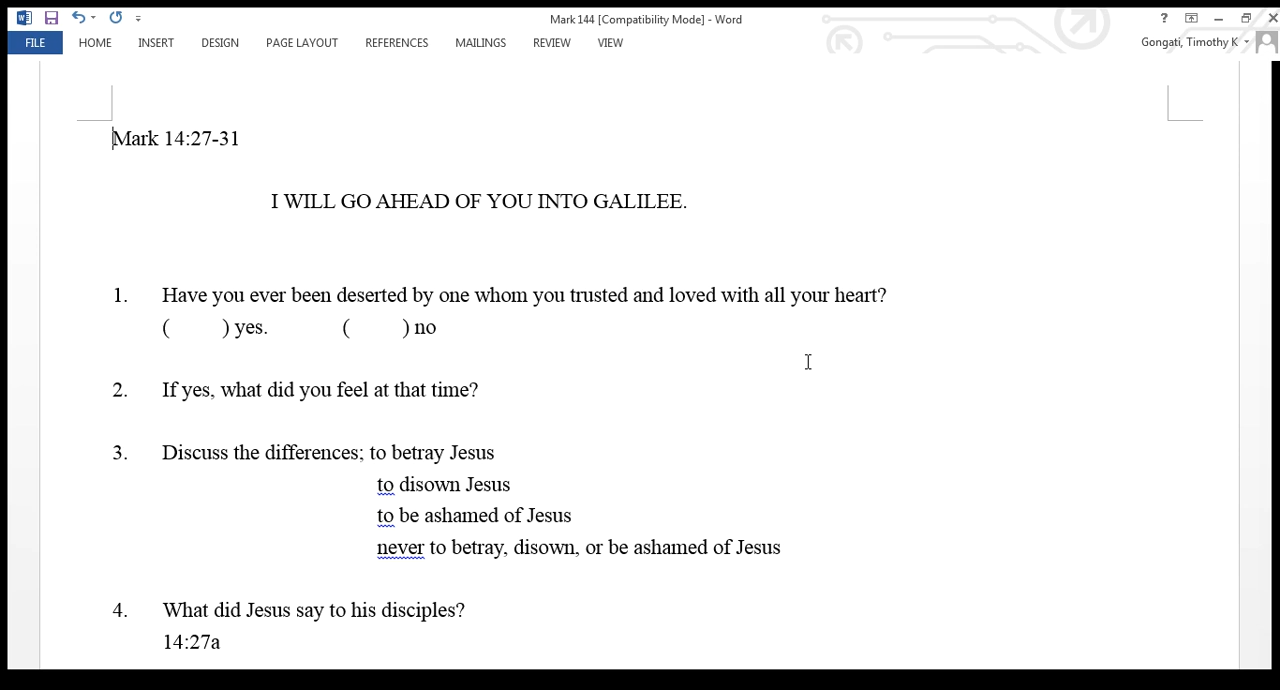 Mark 144 [Compatibility Mode] - Word
?
FILE HOME INSERT DESIGN PAGE LAYOUT REFERENCES MAILINGS REVIEW VIEW
Gongati, Timothy K
Mark 14:27-31
I WILL GO AHEAD OF YOU INTO GALILEE.
1. Have you ever been deserted by one whom you trusted and loved with all your heart?
( ) yes. ( ) no
2. If yes, what did you feel at that time?
3. Discuss the differences; to betray Jesus
to disown Jesus
to be ashamed of Jesus
never to betray, disown, or be ashamed of Jesus
4. What did Jesus say to his disciples?
14:27a